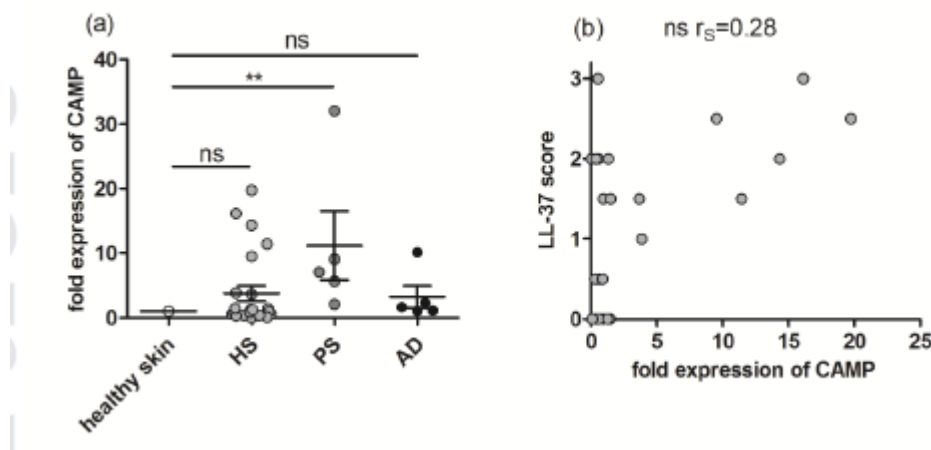 (a)
ns
**
ns
fold expression of CAMP
40
30
20
10
0
healthy skin
HS
PS
AD
(b)
ns rS=0.28
LL-37 score
3
2
1
0
0
5
10
15
20
25
fold expression of CAMP